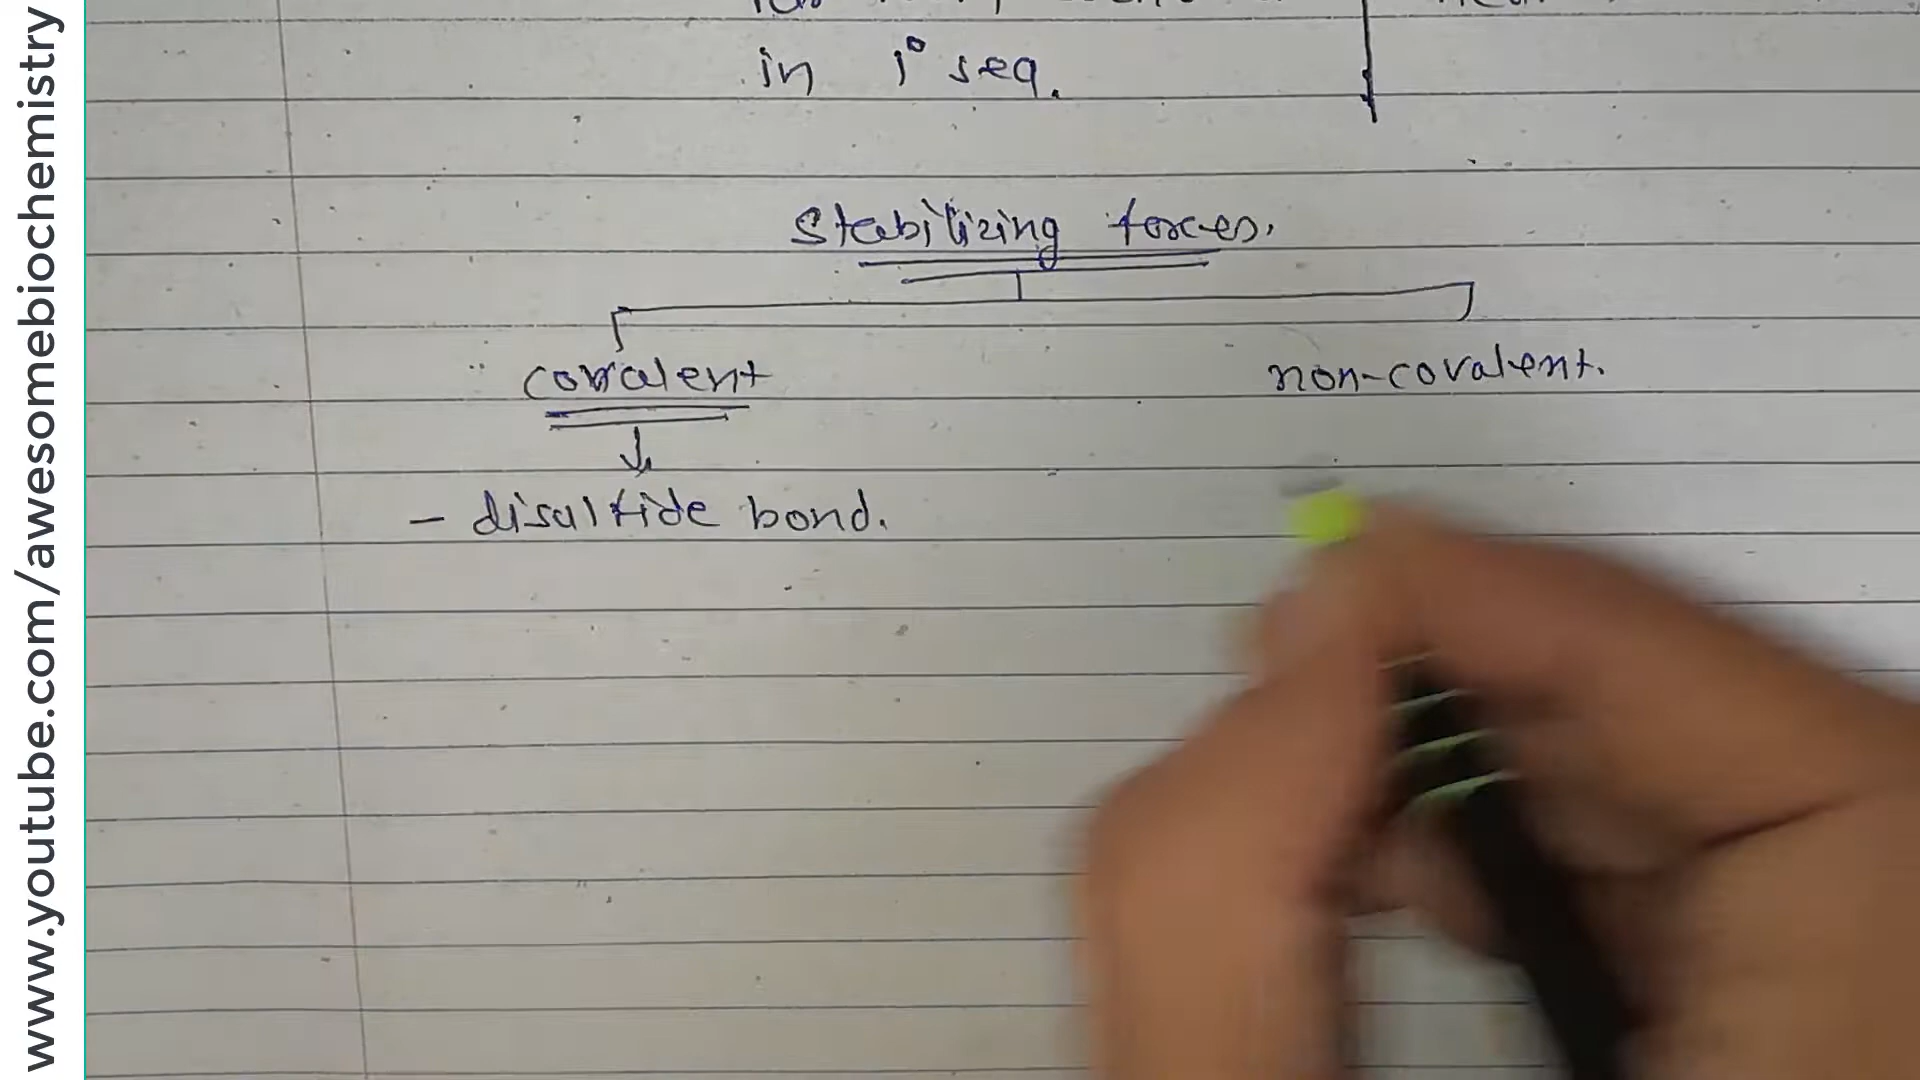 www.youtube.com/awesomebiochemistry
in 1° seq.
Stabilizing forces.
covalent
non-covalent.
- disulfide bond.